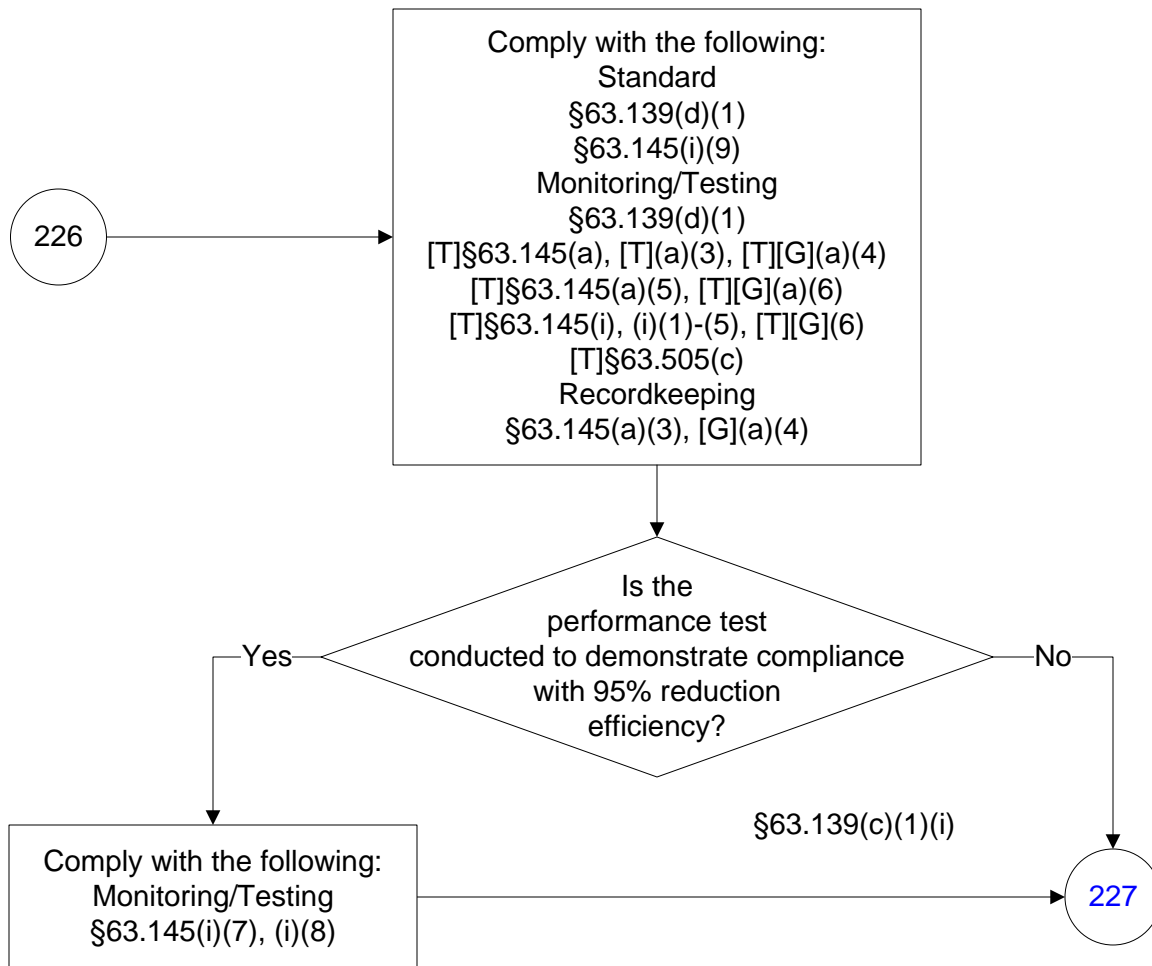 226
Comply with the following:
Standard
§63.139(d)(1)
§63.145(i)(9)
Monitoring/Testing
§63.139(d)(1)
[T]§63.145(a), [T](a)(3), [T][G](a)(4)
[T]§63.145(a)(5), [T][G](a)(6)
[T]§63.145(i), (i)(1)-(5), [T][G](6)
[T]§63.505(c)
Recordkeeping
§63.145(a)(3), [G](a)(4)
Is the
performance test
conducted to demonstrate compliance
with 95% reduction
efficiency?
Yes
No
§63.139(c)(1)(i)
Comply with the following:
Monitoring/Testing
§63.145(i)(7), (i)(8)
227